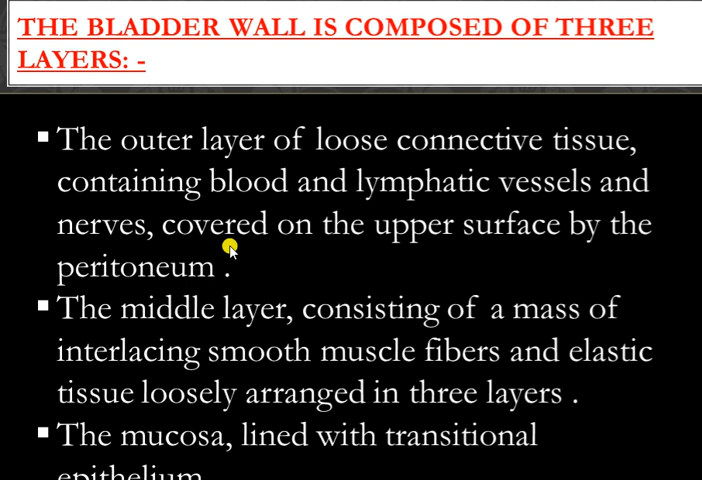 THE BLADDER WALL IS COMPOSED OF THREE
LAYERS: -
▪ The outer layer of loose connective tissue,
containing blood and lymphatic vessels and
nerves, covered on the upper surface by the
peritoneum .
▪ The middle layer, consisting of a mass of
interlacing smooth muscle fibers and elastic
tissue loosely arranged in three layers .
▪ The mucosa, lined with transitional
epithelium